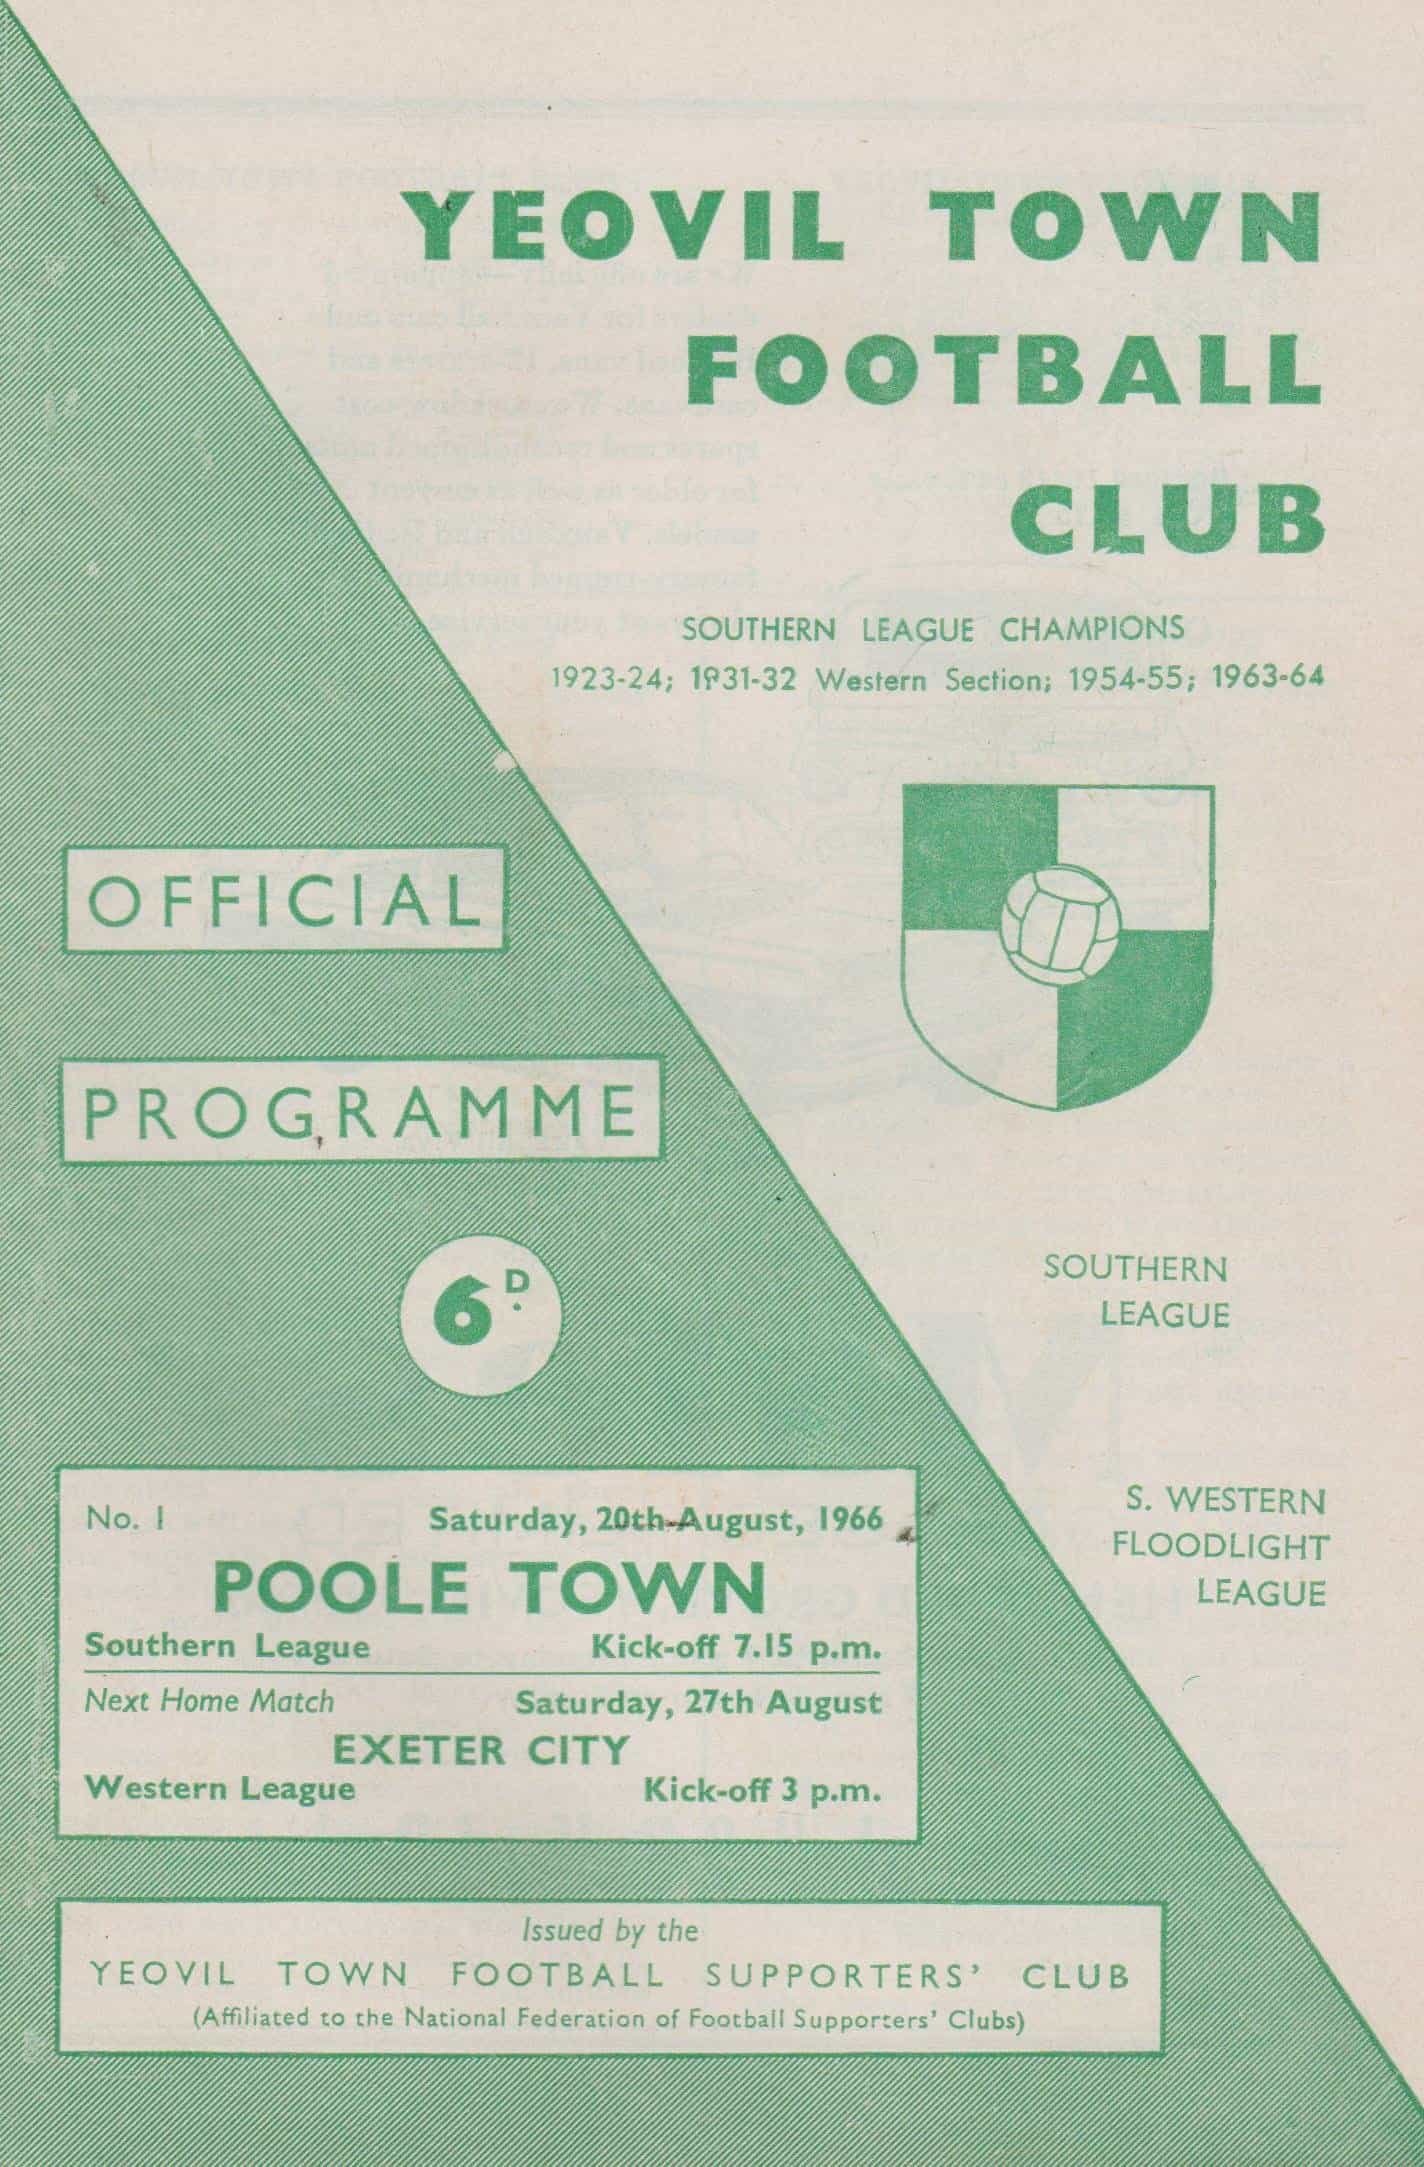 YEOVIL TOWN
FOOTBALL
CLUB
SOUTHERN LEAGUE CHAMPIONS
1923-24; 1931-32 Western Section; 1954-55; 1963-64
OFFICIAL
PROGRAMME
6D.
SOUTHERN
LEAGUE
S. WESTERN
FLOODLIGHT
LEAGUE
No. 1 Saturday, 20th August, 1966
POOLE TOWN
Southern League Kick-off 7.15 p.m.
Next Home Match Saturday, 27th August
EXETER CITY
Western League Kick-off 3 p.m.
Issued by the
YEOVIL TOWN FOOTBALL SUPPORTERS' CLUB
(Affiliated to the National Federation of Football Supporters' Clubs)